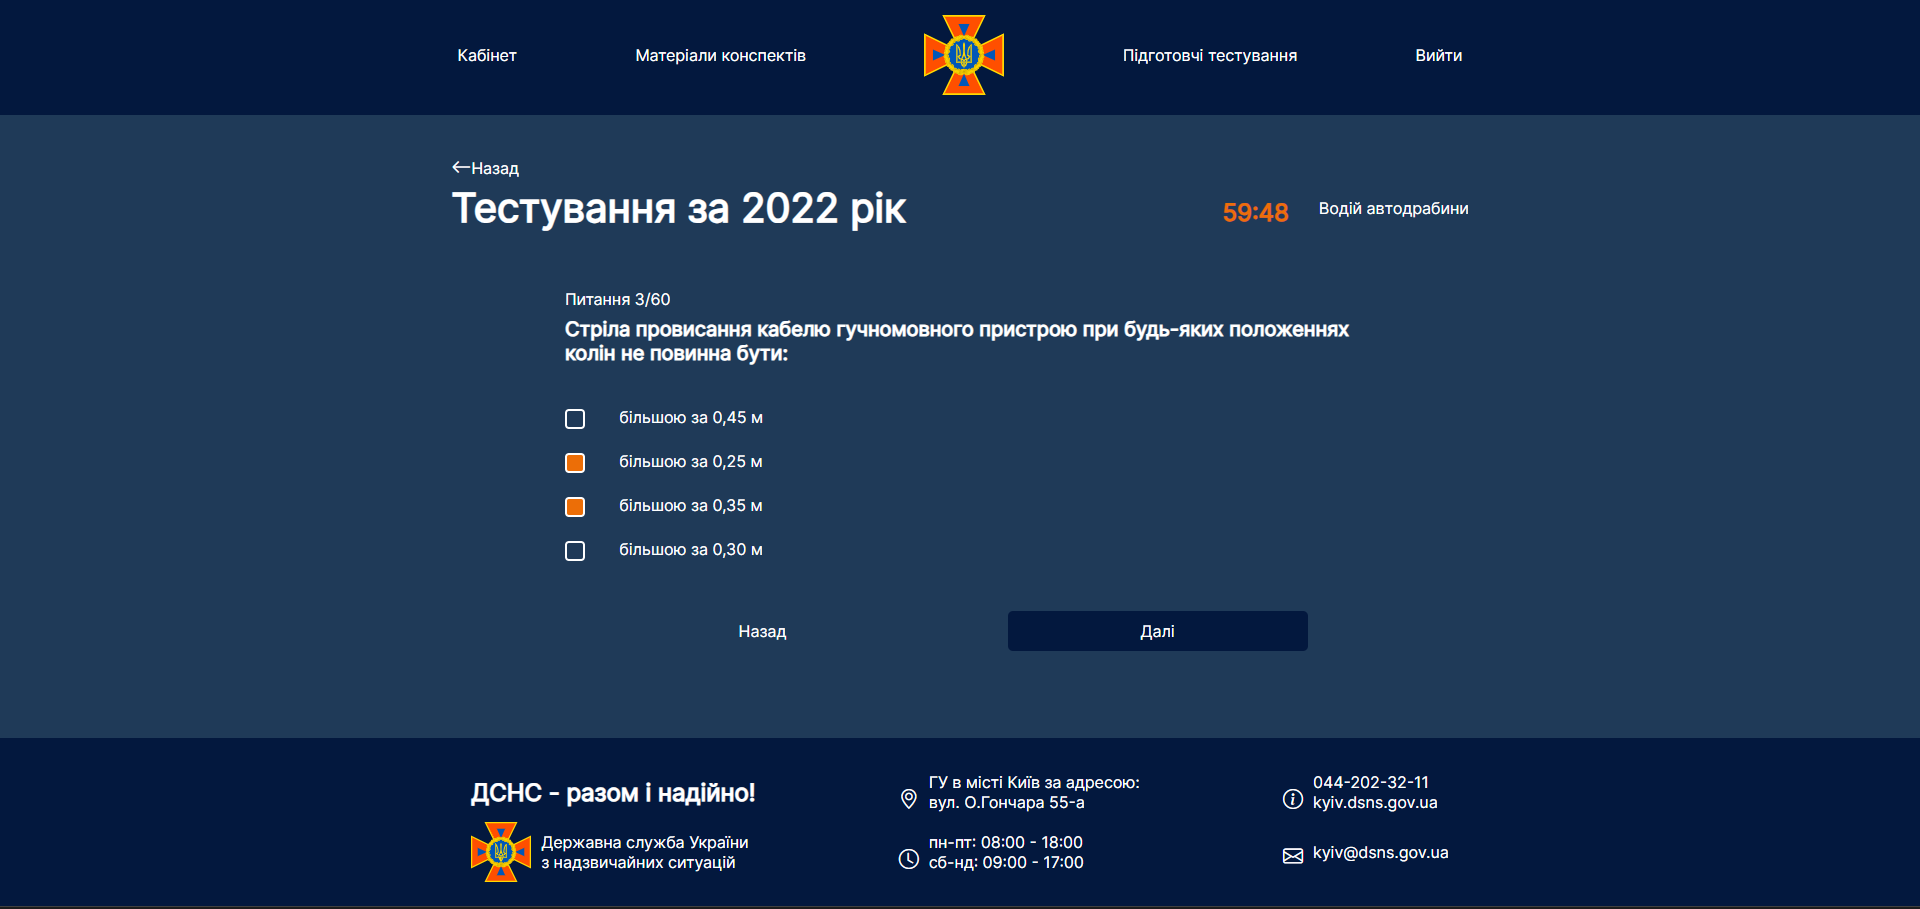 Кабінет
Матеріали конспектів
Підготовчі тестування
Вийти
Назад
Тестування за 2022 рік
59:48
Водій автодрабини
Питання 3/60
Стріла провисання кабелю гучномовного пристрою при будь-яких положеннях
колін не повинна бути:
більшою за 0,45 м
більшою за 0,25 м
більшою за 0,35 м
більшою за 0,30 м
Назад
Далі
ДСНС - разом і надійно!
Державна служба України
з надзвичайних ситуацій
ГУ в місті Київ за адресою:
вул. О.Гончара 55-а
пн-пт: 08:00 - 18:00
сб-нд: 09:00 - 17:00
044-202-32-11
kyiv.dsns.gov.ua
kyiv@dsns.gov.ua